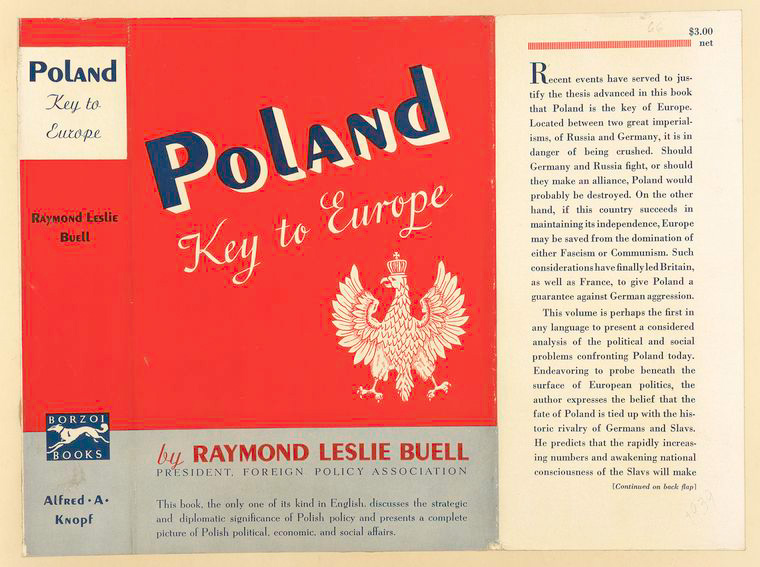 Poland
Key to
Europe
Raymond Leslie
Buell
BORZOI
BOOKS
Alfred · A ·
Knopf
Poland
Key to Europe
by RAYMOND LESLIE BUELL
PRESIDENT, FOREIGN POLICY ASSOCIATION
This book, the only one of its kind in English, discusses the strategic
and diplomatic significance of Polish policy and presents a complete
picture of Polish political, economic, and social affairs.
66
$3.00
net
Recent events have served to jus-
tify the thesis advanced in this book
that Poland is the key of Europe.
Located between two great imperial-
isms, of Russia and Germany, it is in
danger of being crushed. Should
Germany and Russia fight, or should
they make an alliance, Poland would
probably be destroyed. On the other
hand, if this country succeeds in
maintaining its independence, Europe
may be saved from the domination of
either Fascism or Communism. Such
considerations have finally led Britain,
as well as France, to give Poland a
guarantee against German aggression.
This volume is perhaps the first in
any language to present a considered
analysis of the political and social
problems confronting Poland today.
Endeavoring to probe beneath the
surface of European politics, the
author expresses the belief that the
fate of Poland is tied up with the his-
toric rivalry of Germans and Slavs.
He predicts that the rapidly increas-
ing numbers and awakening national
consciousness of the Slavs will make
[Continued on back flap]
1939